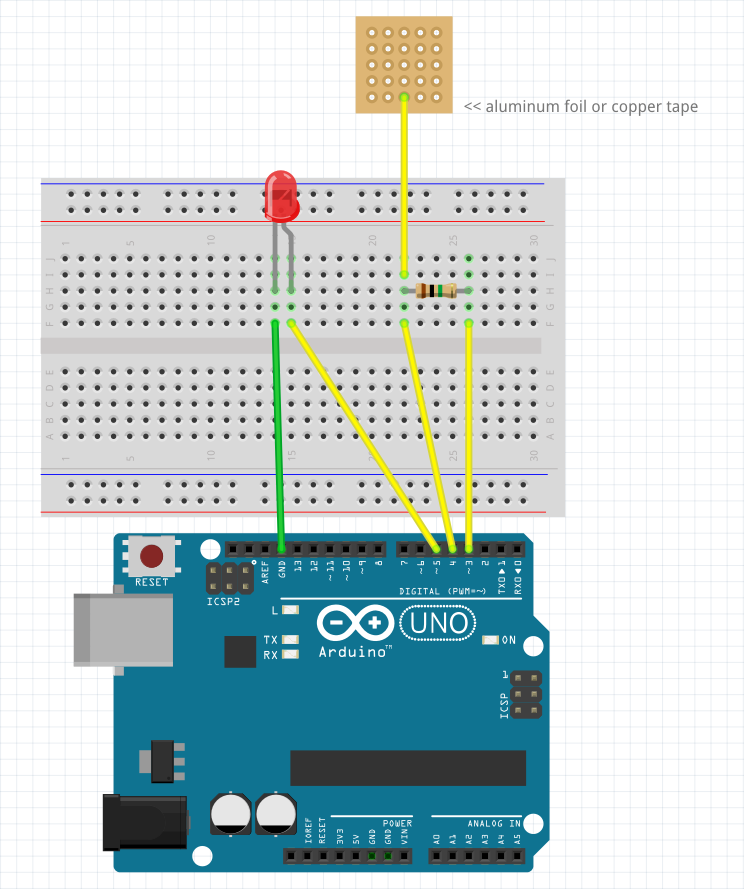 << aluminum foil or copper tape
1 5 10 15 20 25 30
J
I
H
G
F
E
D
C
B
A
1 5 10 15 20 25 30
RESET
ICSP2
AREF
GND
13
12
~11
~10
~9
8
7
~6
~5
4
~3
2
TX0▶1
RX0◀0
DIGITAL (PWM=~)
L
TX
RX
Arduino™
UNO
ON
1
ICSP
IOREF
RESET
3V3
5V
GND
GND
VIN
POWER
ANALOG IN
A0
A1
A2
A3
A4
A5